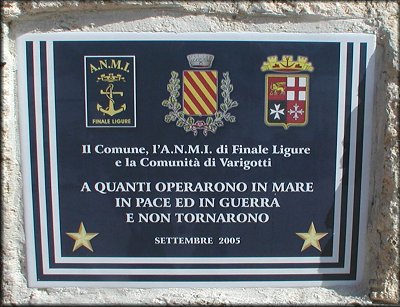 A.N.M.I.
FINALE LIGURE
Il Comune, l'A.N.M.I. di Finale Ligure
e la Comunità di Varigotti
A QUANTI OPERARONO IN MARE
IN PACE ED IN GUERRA
E NON TORNARONO
SETTEMBRE 2005